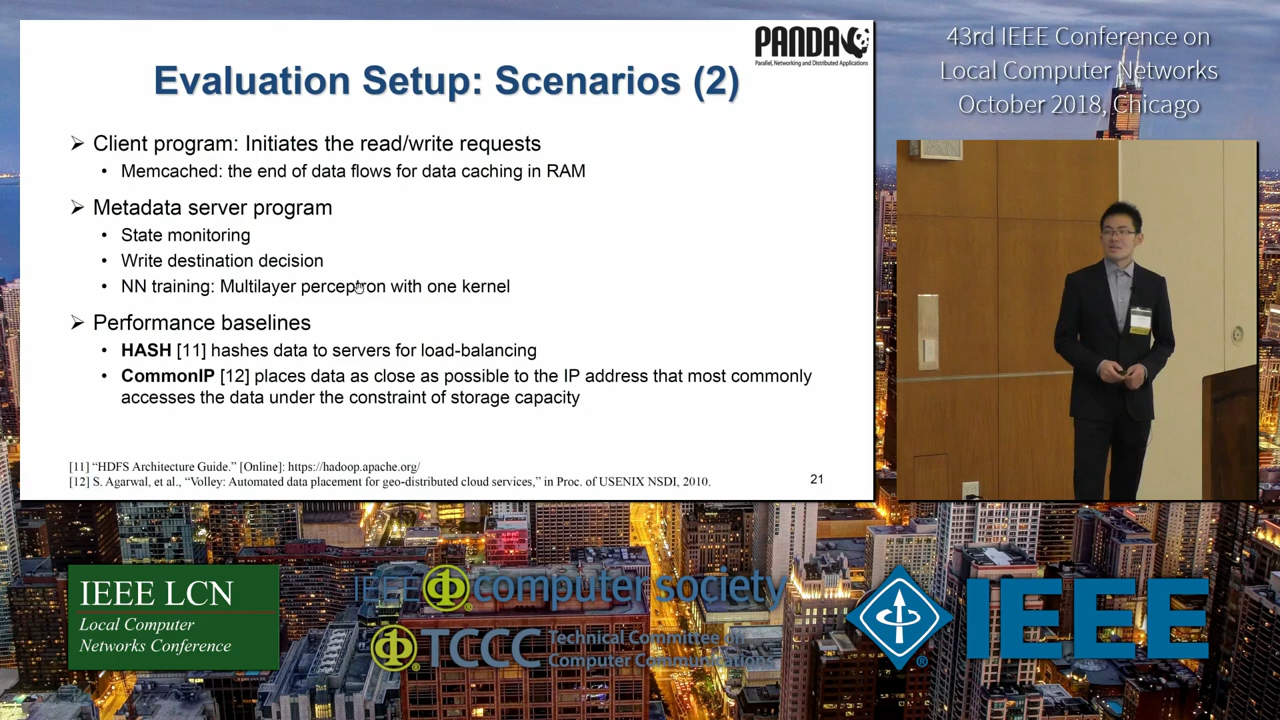 PANDA
Parallel, Networking and Distributed Applications
Evaluation Setup: Scenarios (2)
➢ Client program: Initiates the read/write requests
• Memcached: the end of data flows for data caching in RAM
➢ Metadata server program
• State monitoring
• Write destination decision
• NN training: Multilayer perceptron with one kernel
➢ Performance baselines
• HASH [11] hashes data to servers for load-balancing
• CommonIP [12] places data as close as possible to the IP address that most commonly
accesses the data under the constraint of storage capacity
[11] “HDFS Architecture Guide.” [Online]: https://hadoop.apache.org/
[12] S. Agarwal, et al., “Volley: Automated data placement for geo-distributed cloud services,” in Proc. of USENIX NSDI, 2010.
21
43rd IEEE Conference on
Local Computer Networks
October 2018, Chicago
IEEE LCN
Local Computer
Networks Conference
IEEE computer society
TCCC Technical Committee on
Computer Communications
IEEE
®